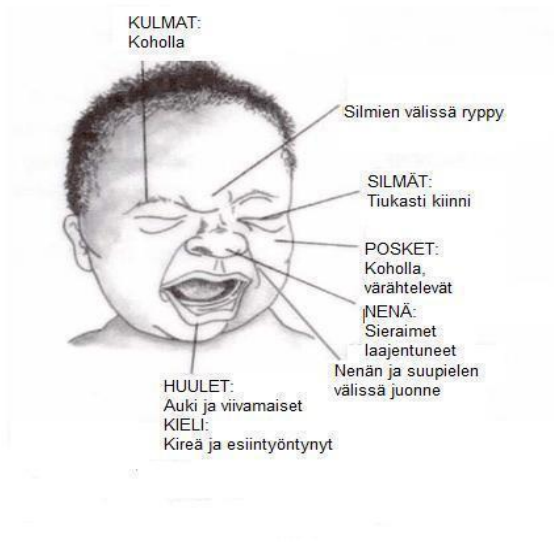 KULMAT:
Koholla
Silmien välissä ryppy
SILMÄT:
Tiukasti kiinni
POSKET:
Koholla,
värähtelevät
NENÄ:
Sieraimet
laajentuneet
Nenän ja suupielen
välissä juonne
HUULET:
Auki ja viivamaiset
KIELI:
Kireä ja esiintyöntynyt